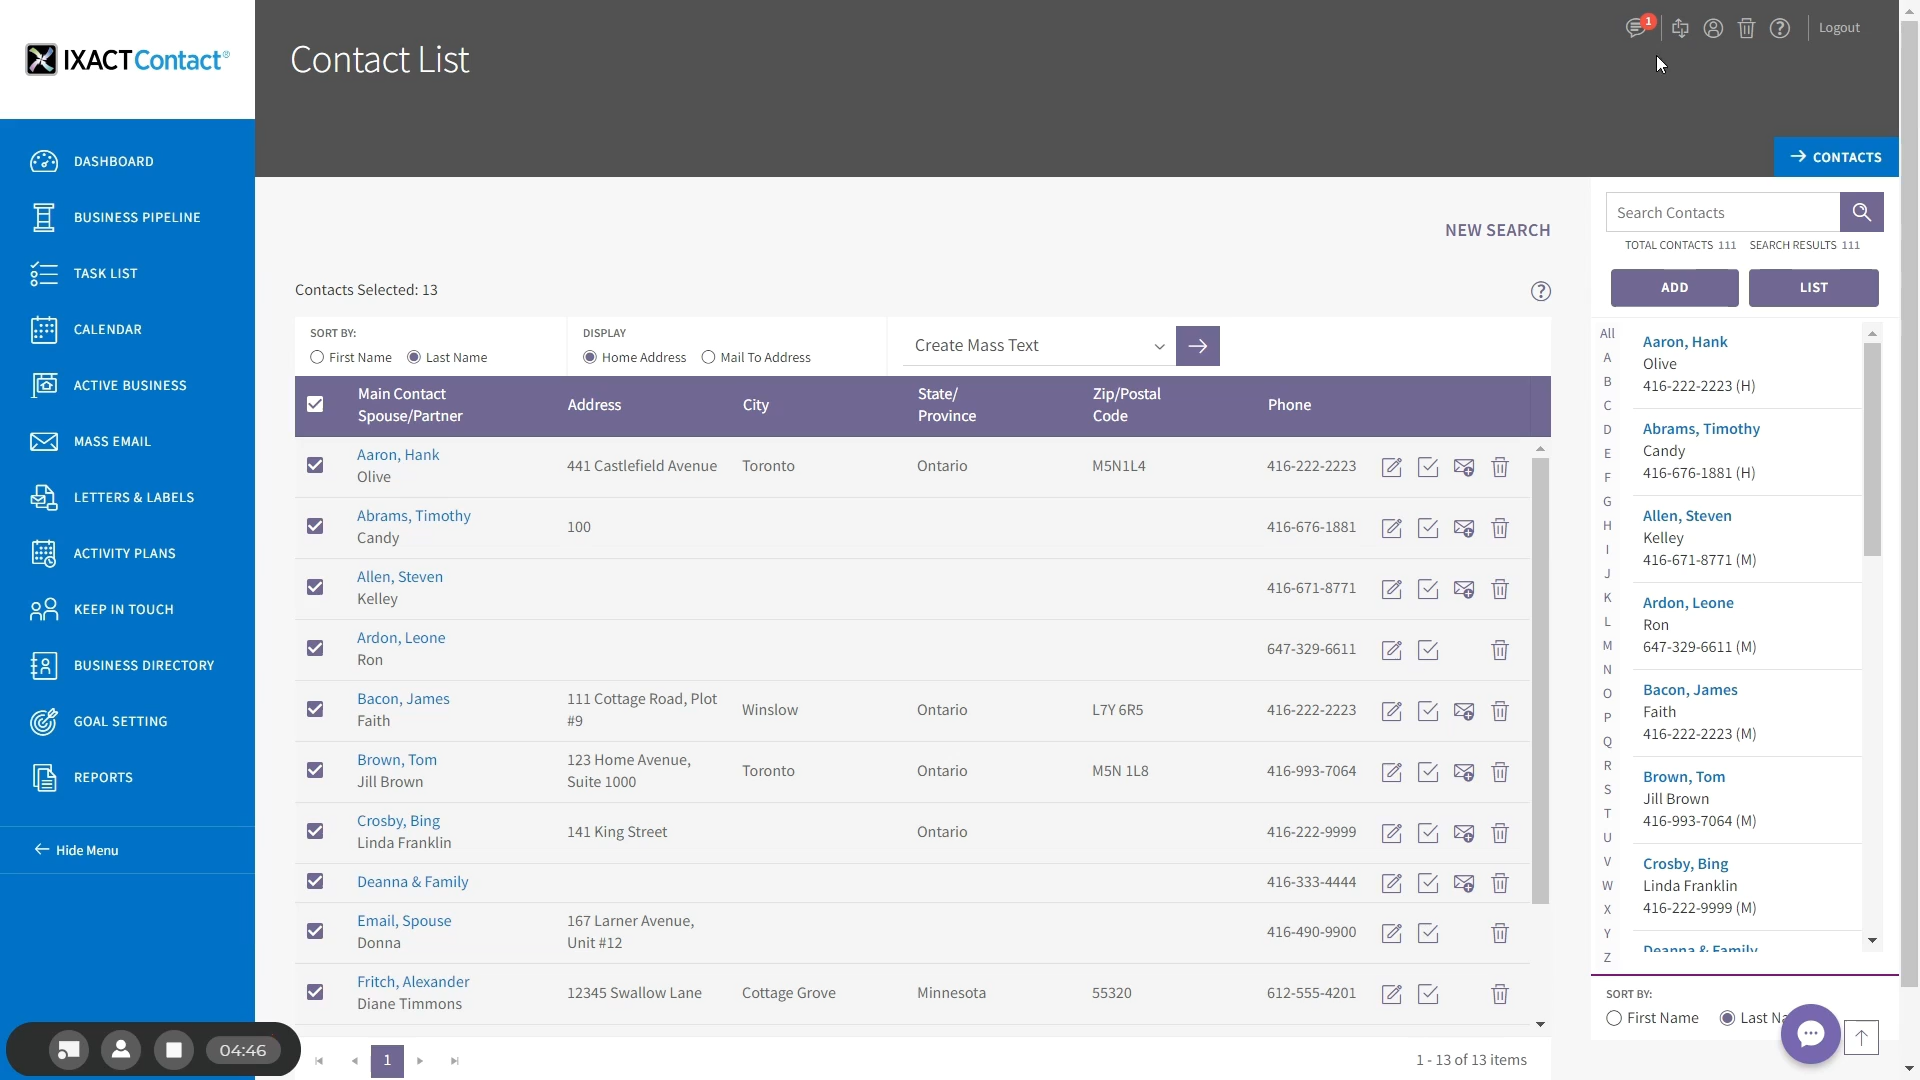 IXACTContact®
Contact List
1
Logout
CONTACTS
DASHBOARD
BUSINESS PIPELINE
TASK LIST
CALENDAR
ACTIVE BUSINESS
MASS EMAIL
LETTERS & LABELS
ACTIVITY PLANS
KEEP IN TOUCH
BUSINESS DIRECTORY
GOAL SETTING
REPORTS
Hide Menu
04:46
NEW SEARCH
Contacts Selected: 13
?
SORT BY:
First Name
Last Name
DISPLAY
Home Address
Mail To Address
Create Mass Text
Main Contact
Spouse/Partner
Address
City
State/
Province
Zip/Postal
Code
Phone
Aaron, Hank
Olive
441 Castlefield Avenue
Toronto
Ontario
M5N1L4
416-222-2223
Abrams, Timothy
Candy
100
416-676-1881
Allen, Steven
Kelley
416-671-8771
Ardon, Leone
Ron
647-329-6611
Bacon, James
Faith
111 Cottage Road, Plot
#9
Winslow
Ontario
L7Y 6R5
416-222-2223
Brown, Tom
Jill Brown
123 Home Avenue,
Suite 1000
Toronto
Ontario
M5N 1L8
416-993-7064
Crosby, Bing
Linda Franklin
141 King Street
Ontario
416-222-9999
Deanna & Family
416-333-4444
Email, Spouse
Donna
167 Larner Avenue,
Unit #12
416-490-9900
Fritch, Alexander
Diane Timmons
12345 Swallow Lane
Cottage Grove
Minnesota
55320
612-555-4201
1
1 - 13 of 13 items
Search Contacts
TOTAL CONTACTS 111
SEARCH RESULTS 111
ADD
LIST
All
A
B
C
D
E
F
G
H
I
J
K
L
M
N
O
P
Q
R
S
T
U
V
W
X
Y
Z
Aaron, Hank
Olive
416-222-2223 (H)
Abrams, Timothy
Candy
416-676-1881 (H)
Allen, Steven
Kelley
416-671-8771 (M)
Ardon, Leone
Ron
647-329-6611 (M)
Bacon, James
Faith
416-222-2223 (M)
Brown, Tom
Jill Brown
416-993-7064 (M)
Crosby, Bing
Linda Franklin
416-222-9999 (M)
Deanna & Family
SORT BY:
First Name
Last Na